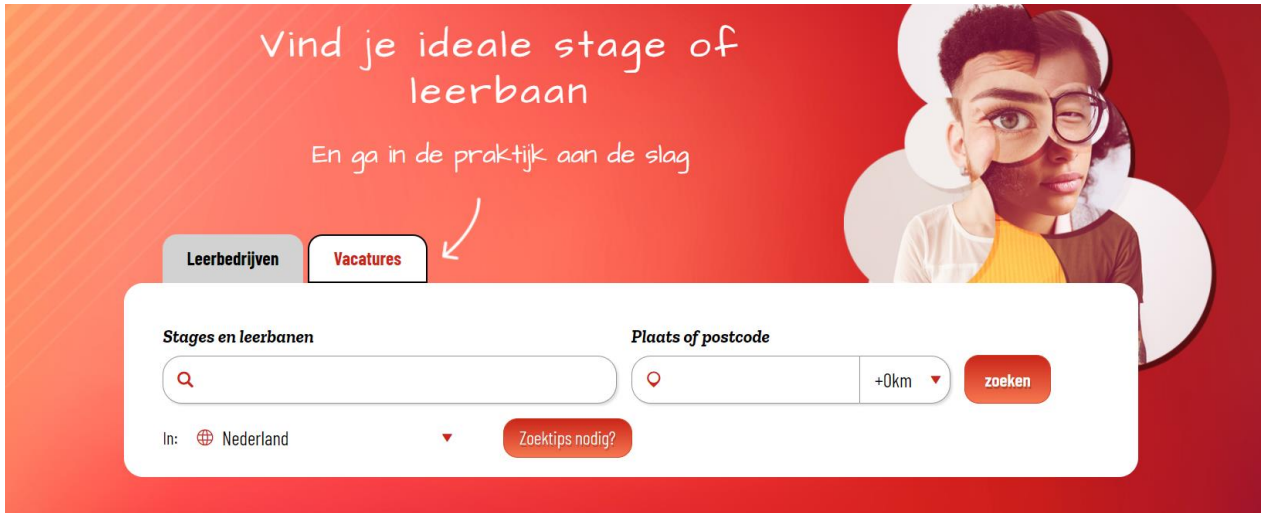 Vind je ideale stage of
leerbaan
En ga in de praktijk aan de slag
Leerbedrijven
Vacatures
Stages en leerbanen
Plaats of postcode
+0km
zoeken
In:
Nederland
Zoektips nodig?